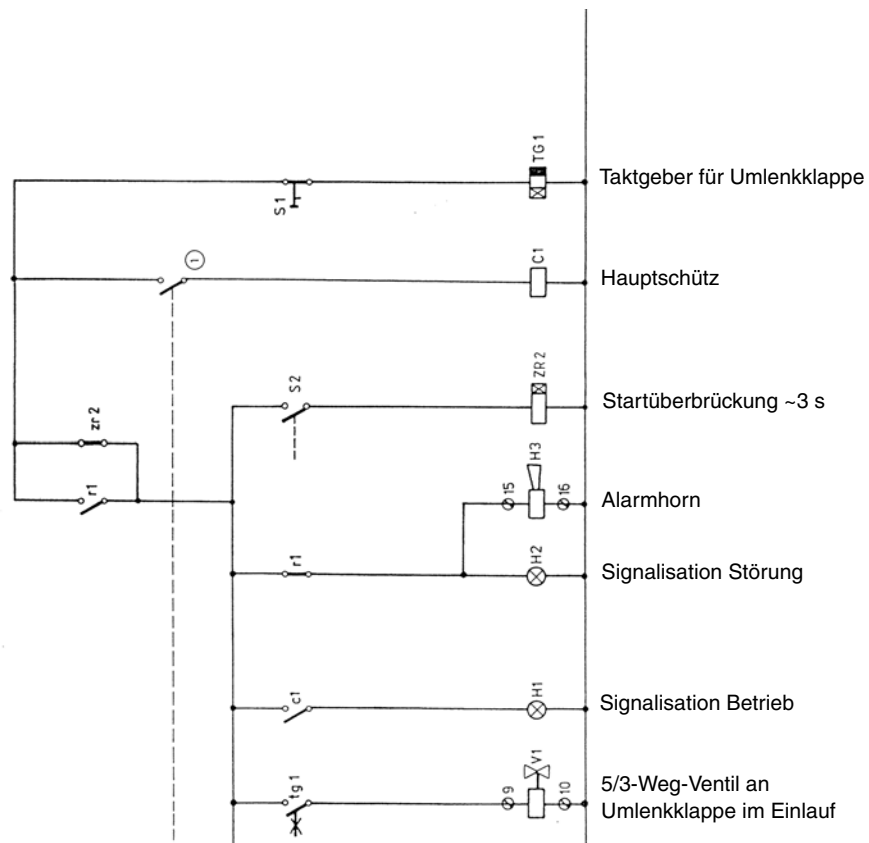 TG1
S1
Taktgeber für Umlenkklappe
1
C1
Hauptschütz
S2
ZR2
Startüberbrückung ~3 s
zr2
r1
15
H3
16
Alarmhorn
r1
H2
Signalisation Störung
c1
H1
Signalisation Betrieb
tg1
9
V1
10
5/3-Weg-Ventil an
Umlenkklappe im Einlauf